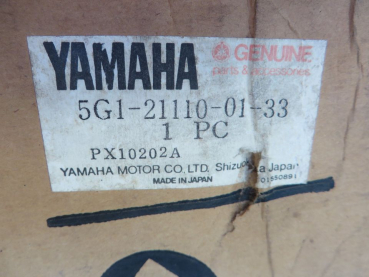 YAMAHA GENUINE
parts & accessories
5G1-21110-01-33
1 PC
PX10202A
YAMAHA MOTOR CO., LTD. Shizuoka Japan
MADE IN JAPAN